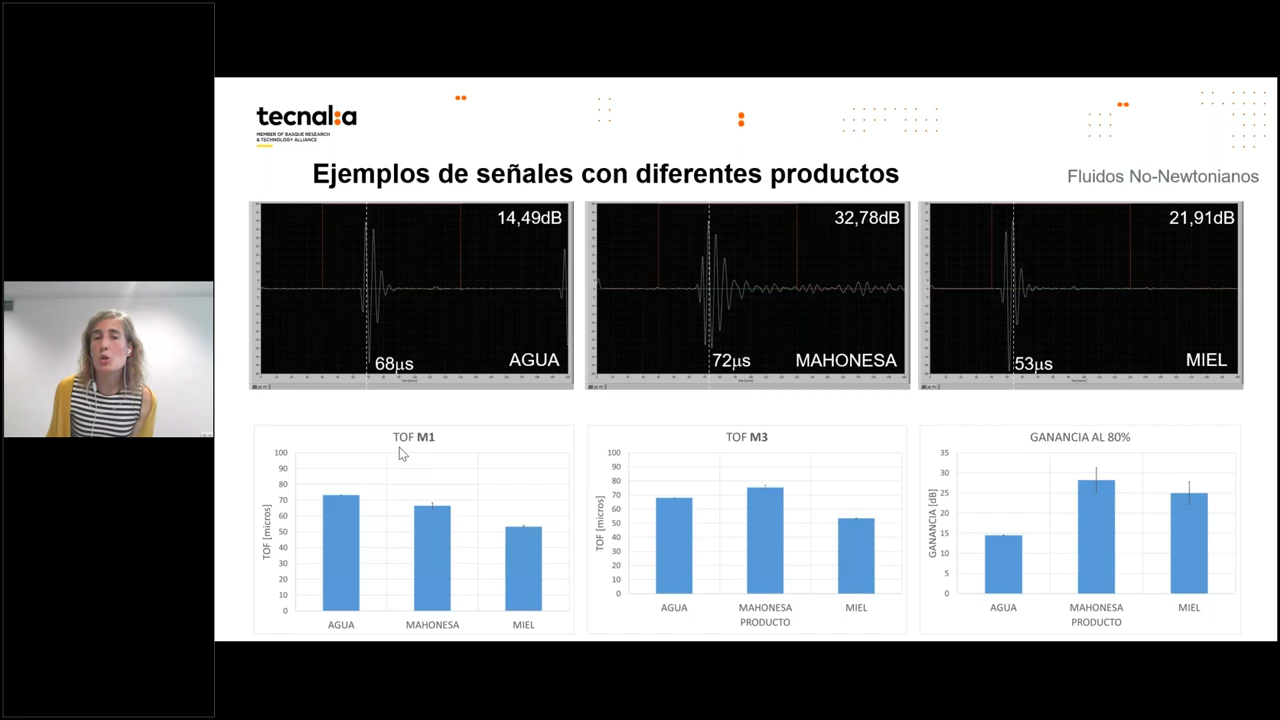 tecnal:a
MEMBER OF BASQUE RESEARCH
& TECHNOLOGY ALLIANCE
Ejemplos de señales con diferentes productos
Fluidos No-Newtonianos
14,49dB
68µs
AGUA
32,78dB
72µs
MAHONESA
21,91dB
53µs
MIEL
TOF M1
TOF [micros]
100
90
80
70
60
50
40
30
20
10
0
AGUA MAHONESA MIEL
TOF M3
TOF [micros]
100
90
80
70
60
50
40
30
20
10
0
AGUA MAHONESA MIEL
PRODUCTO
GANANCIA AL 80%
GANANCIA [dB]
35
30
25
20
15
10
5
0
AGUA MAHONESA MIEL
PRODUCTO